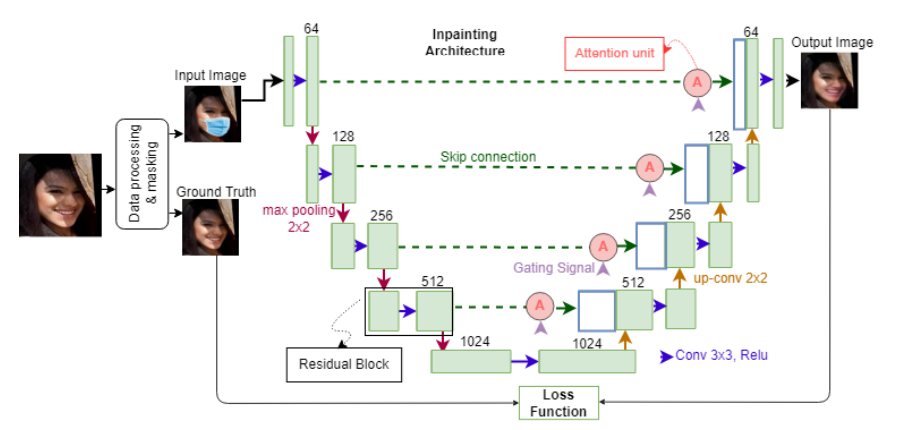 Inpainting
Architecture
64
Attention unit
64
Output Image
Input Image
A
Data processing
& masking
128
Skip connection
A
128
Ground Truth
max pooling
2x2
256
A
256
Gating Signal
up-conv 2x2
512
A
512
Residual Block
1024
1024
Conv 3x3, Relu
Loss
Function